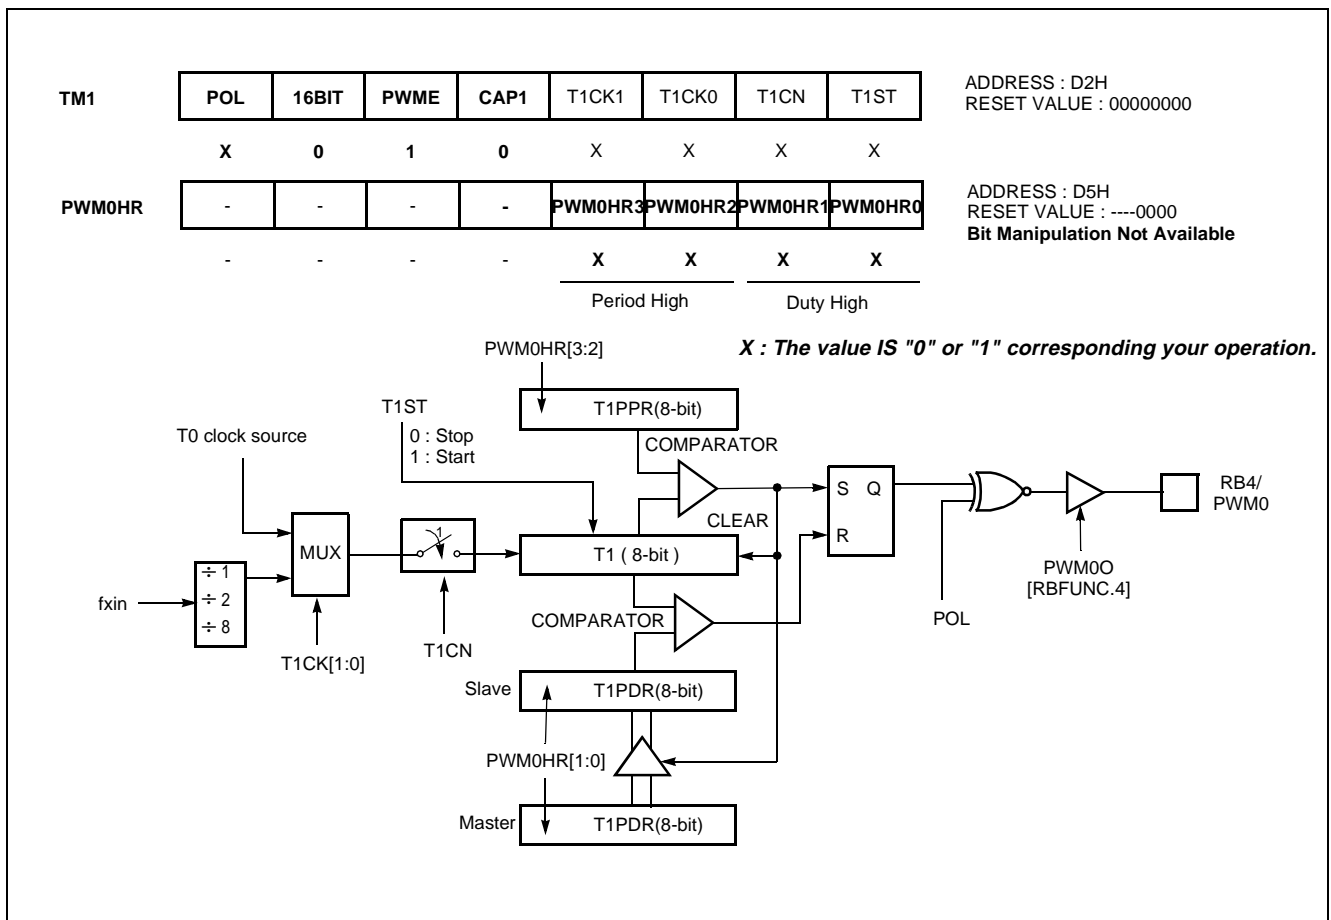 TM1 POL 16BIT PWME CAP1 T1CK1 T1CK0 T1CN T1ST
ADDRESS : D2H
RESET VALUE : 00000000
X 0 1 0 X X X X
PWM0HR - - - - PWM0HR3 PWM0HR2 PWM0HR1 PWM0HR0
ADDRESS : D5H
RESET VALUE : ----0000
Bit Manipulation Not Available
- - - - X X X X
Period High Duty High
X : The value IS "0" or "1" corresponding your operation.
PWM0HR[3:2]
T1PPR(8-bit)
T1ST
0 : Stop
1 : Start
T0 clock source
COMPARATOR
S Q
R
RB4/
PWM0
CLEAR
MUX
1
T1 ( 8-bit )
fxin
÷ 1
÷ 2
÷ 8
T1CK[1:0]
T1CN
COMPARATOR
POL
PWM0O
[RBFUNC.4]
Slave
T1PDR(8-bit)
PWM0HR[1:0]
Master
T1PDR(8-bit)